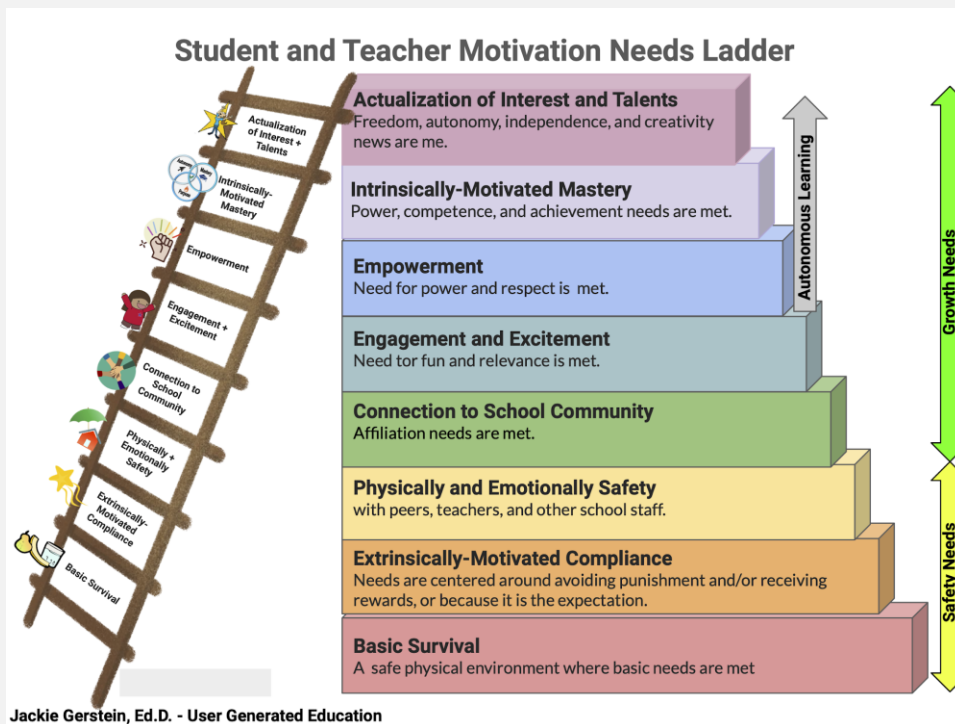 Student and Teacher Motivation Needs Ladder
Actualization
of Interest +
Talents
Intrinsically-
Motivated
Mastery
Empowerment
Engagement +
Excitement
Connection to
School
Community
Physically +
Emotionally
Safety
Extrinsically-
Motivated
Compliance
Basic Survival
Actualization of Interest and Talents
Freedom, autonomy, independence, and creativity
news are me.
Intrinsically-Motivated Mastery
Power, competence, and achievement needs are met.
Empowerment
Need for power and respect is met.
Engagement and Excitement
Need tor fun and relevance is met.
Connection to School Community
Affiliation needs are met.
Physically and Emotionally Safety
with peers, teachers, and other school staff.
Extrinsically-Motivated Compliance
Needs are centered around avoiding punishment and/or receiving
rewards, or because it is the expectation.
Basic Survival
A safe physical environment where basic needs are met
Autonomous Learning
Growth Needs
Safety Needs
Jackie Gerstein, Ed.D. - User Generated Education